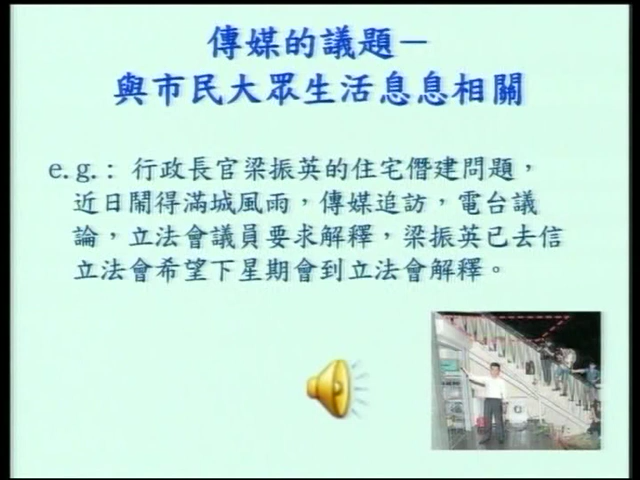 傳媒的議題－
與市民大眾生活息息相關
e.g.: 行政長官梁振英的住宅僭建問題，
近日鬧得滿城風雨，傳媒追訪，電台議
論，立法會議員要求解釋，梁振英已去信
立法會希望下星期會到立法會解釋。